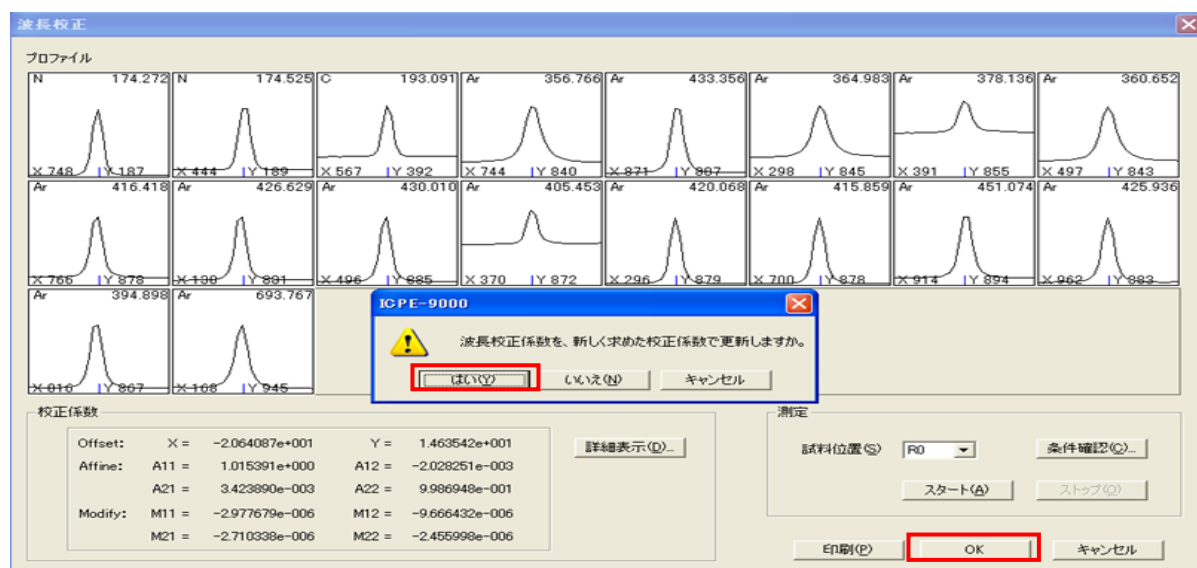 波長校正
プロファイル
N 174.272 N 174.525 C 193.091 Ar 356.766 Ar 433.356 Ar 364.983 Ar 378.136 Ar 360.652
X 748 Y 187 X 444 Y 189 X 567 Y 392 X 744 Y 840 X 871 Y 887 X 298 Y 845 X 391 Y 855 X 497 Y 843
Ar 416.418 Ar 426.629 Ar 430.010 Ar 405.453 Ar 420.068 Ar 415.859 Ar 451.074 Ar 425.936
X 766 Y 878 X 130 Y 891 X 496 Y 885 X 370 Y 872 X 296 Y 879 X 700 Y 878 X 914 Y 894 X 962 Y 883
Ar 394.898 Ar 693.767
X 016 Y 867 X 168 Y 945
ICPE-9000
波長校正係数を、新しく求めた校正係数で更新しますか。
はい(Y) いいえ(N) キャンセル
校正係数
Offset: X = -2.064087e+001 Y = 1.463542e+001
Affine: A11 = 1.015391e+000 A12 = -2.028251e-003
A21 = 3.423890e-003 A22 = 9.986948e-001
Modify: M11 = -2.977679e-006 M12 = -9.666432e-006
M21 = -2.710338e-006 M22 = -2.455998e-006
詳細表示(D)...
測定
試料位置(S) R0 条件確認(C)...
スタート(A) ストップ(O)
印刷(P) OK キャンセル